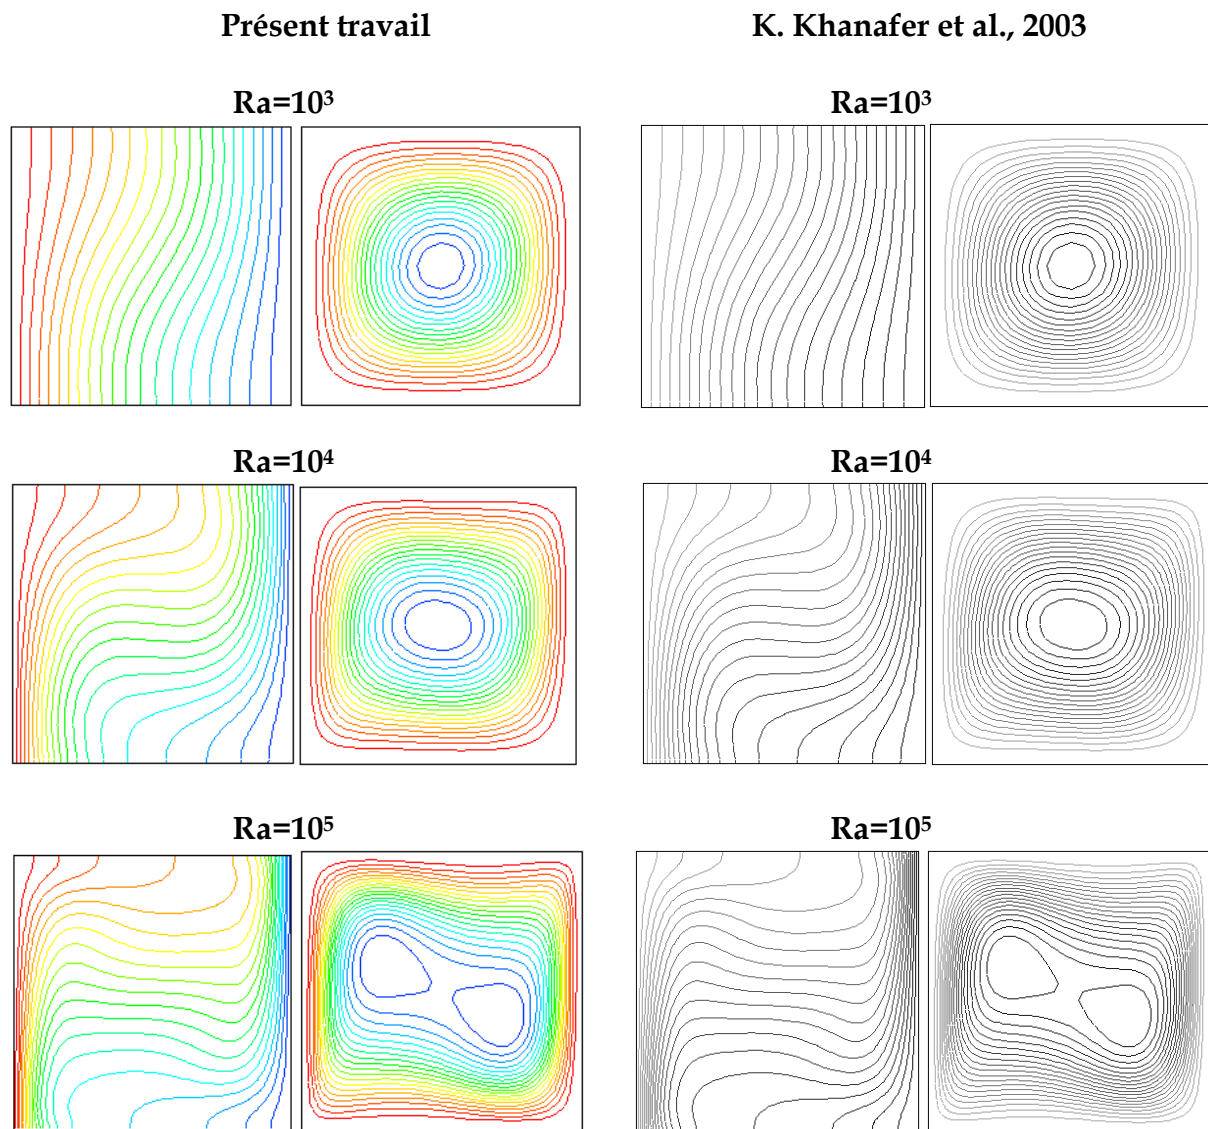 Présent travail K. Khanafer et al., 2003
Ra=10³ Ra=10³
Ra=10⁴ Ra=10⁴
Ra=10⁵ Ra=10⁵